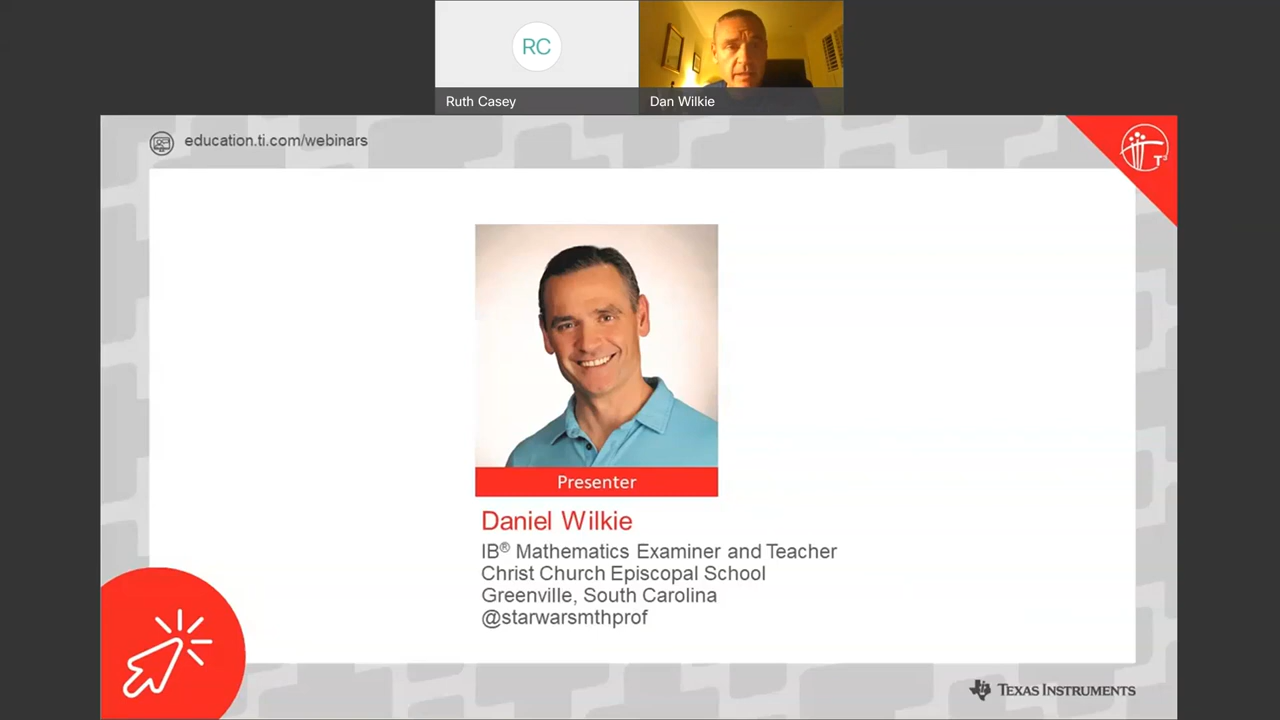 RC
Ruth Casey
Dan Wilkie
education.ti.com/webinars
T³
Presenter
Daniel Wilkie
IB® Mathematics Examiner and Teacher
Christ Church Episcopal School
Greenville, South Carolina
@starwarsmthprof
TEXAS INSTRUMENTS